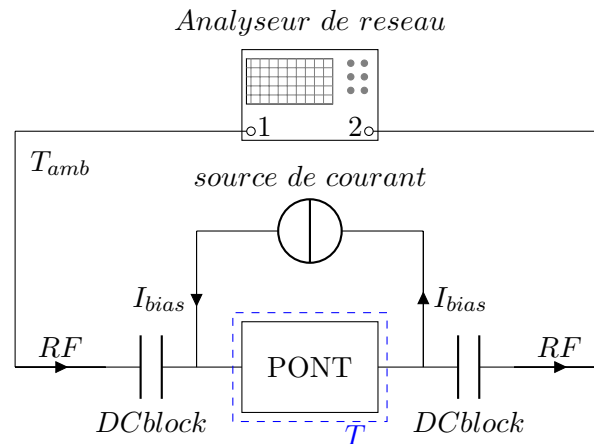 Analyseur de reseau
1 2
T_amb
source de courant
I_bias I_bias
RF PONT RF
DCblock DCblock
T